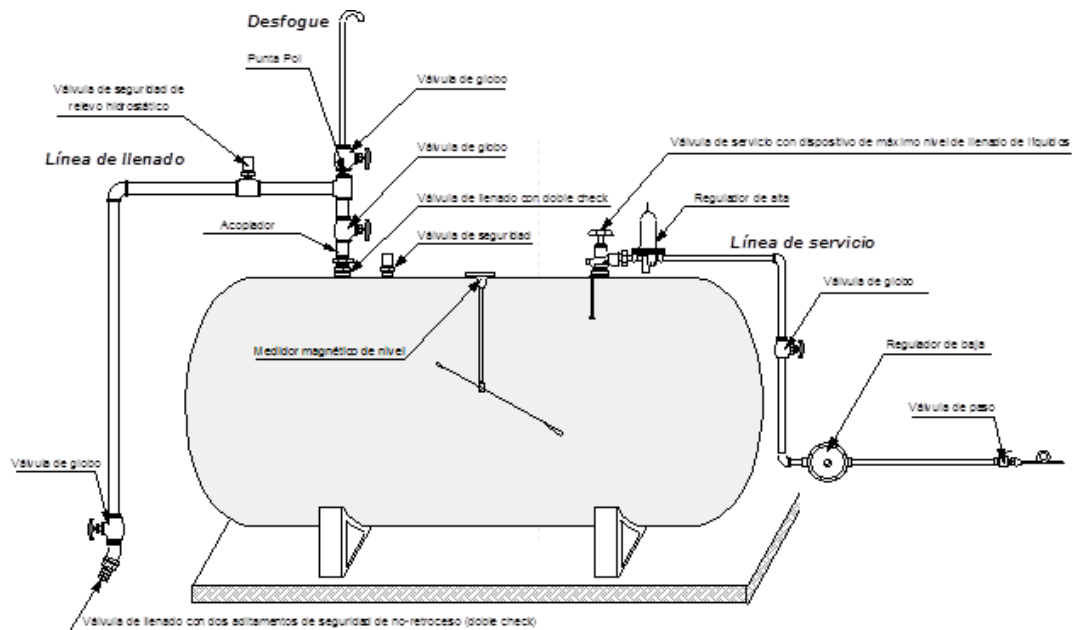 Desfogue
Punta Pol
Válvula de globo
Válvula de seguridad de
relevo hidrostático
Línea de llenado
Válvula de globo
Válvula de servicio con dispositivo de máximo nivel de llenado de líquidos
Válvula de llenado con doble check
Regulador de alta
Acoplador
Válvula de seguridad
Línea de servicio
Válvula de globo
Medidor magnético de nivel
Regulador de baja
Válvula de paso
Válvula de globo
Válvula de llenado con dos aditamentos de seguridad de no-retroceso (doble check)